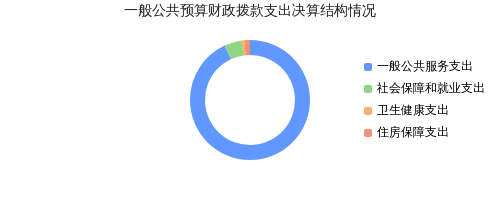 一般公共预算财政拨款支出决算结构情况
一般公共服务支出
社会保障和就业支出
卫生健康支出
住房保障支出